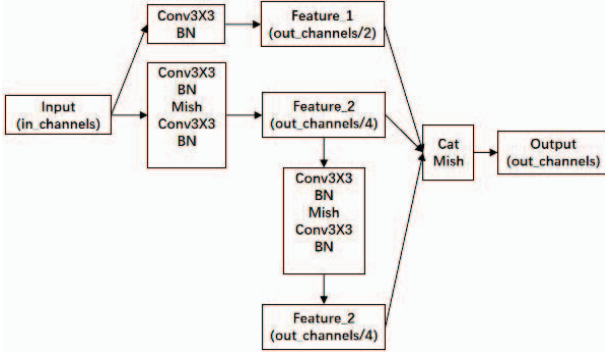 Conv3X3
BN
Feature_1
(out_channels/2)
Input
(in_channels)
Conv3X3
BN
Mish
Conv3X3
BN
Feature_2
(out_channels/4)
Cat
Mish
Output
(out_channels)
Conv3X3
BN
Mish
Conv3X3
BN
Feature_2
(out_channels/4)